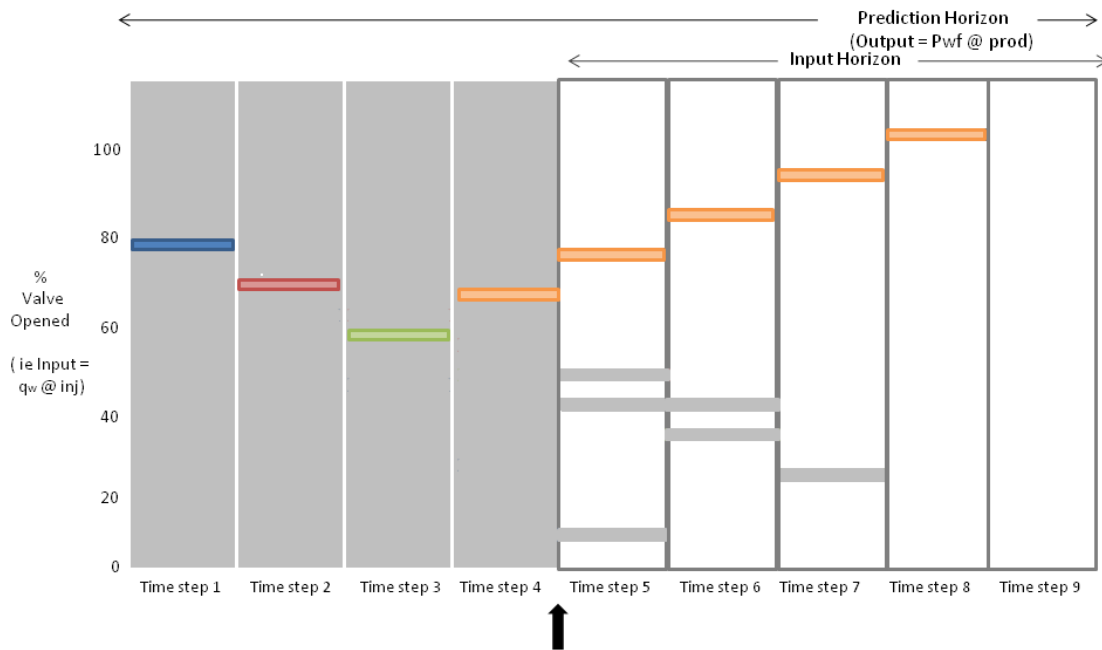 Prediction Horizon
(Output = Pwf @ prod)
Input Horizon
100
80
60
40
20
0
%
Valve
Opened
( ie Input =
qw @ inj)
Time step 1
Time step 2
Time step 3
Time step 4
Time step 5
Time step 6
Time step 7
Time step 8
Time step 9